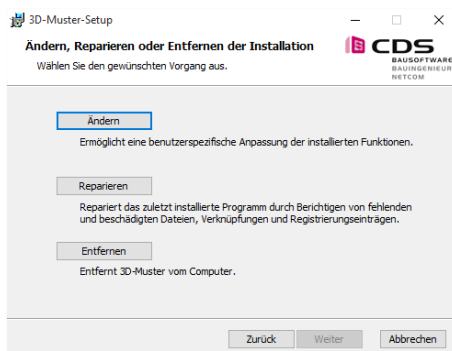 3D-Muster-Setup
Ändern, Reparieren oder Entfernen der Installation
Wählen Sie den gewünschten Vorgang aus.
CDS
BAUSOFTWARE
BAUINGENIEUR
NETCOM
Ändern
Ermöglicht eine benutzerspezifische Anpassung der installierten Funktionen.
Reparieren
Repariert das zuletzt installierte Programm durch Berichtigen von fehlenden
und beschädigten Dateien, Verknüpfungen und Registrierungseinträgen.
Entfernen
Entfernt 3D-Muster vom Computer.
Zurück Weiter Abbrechen